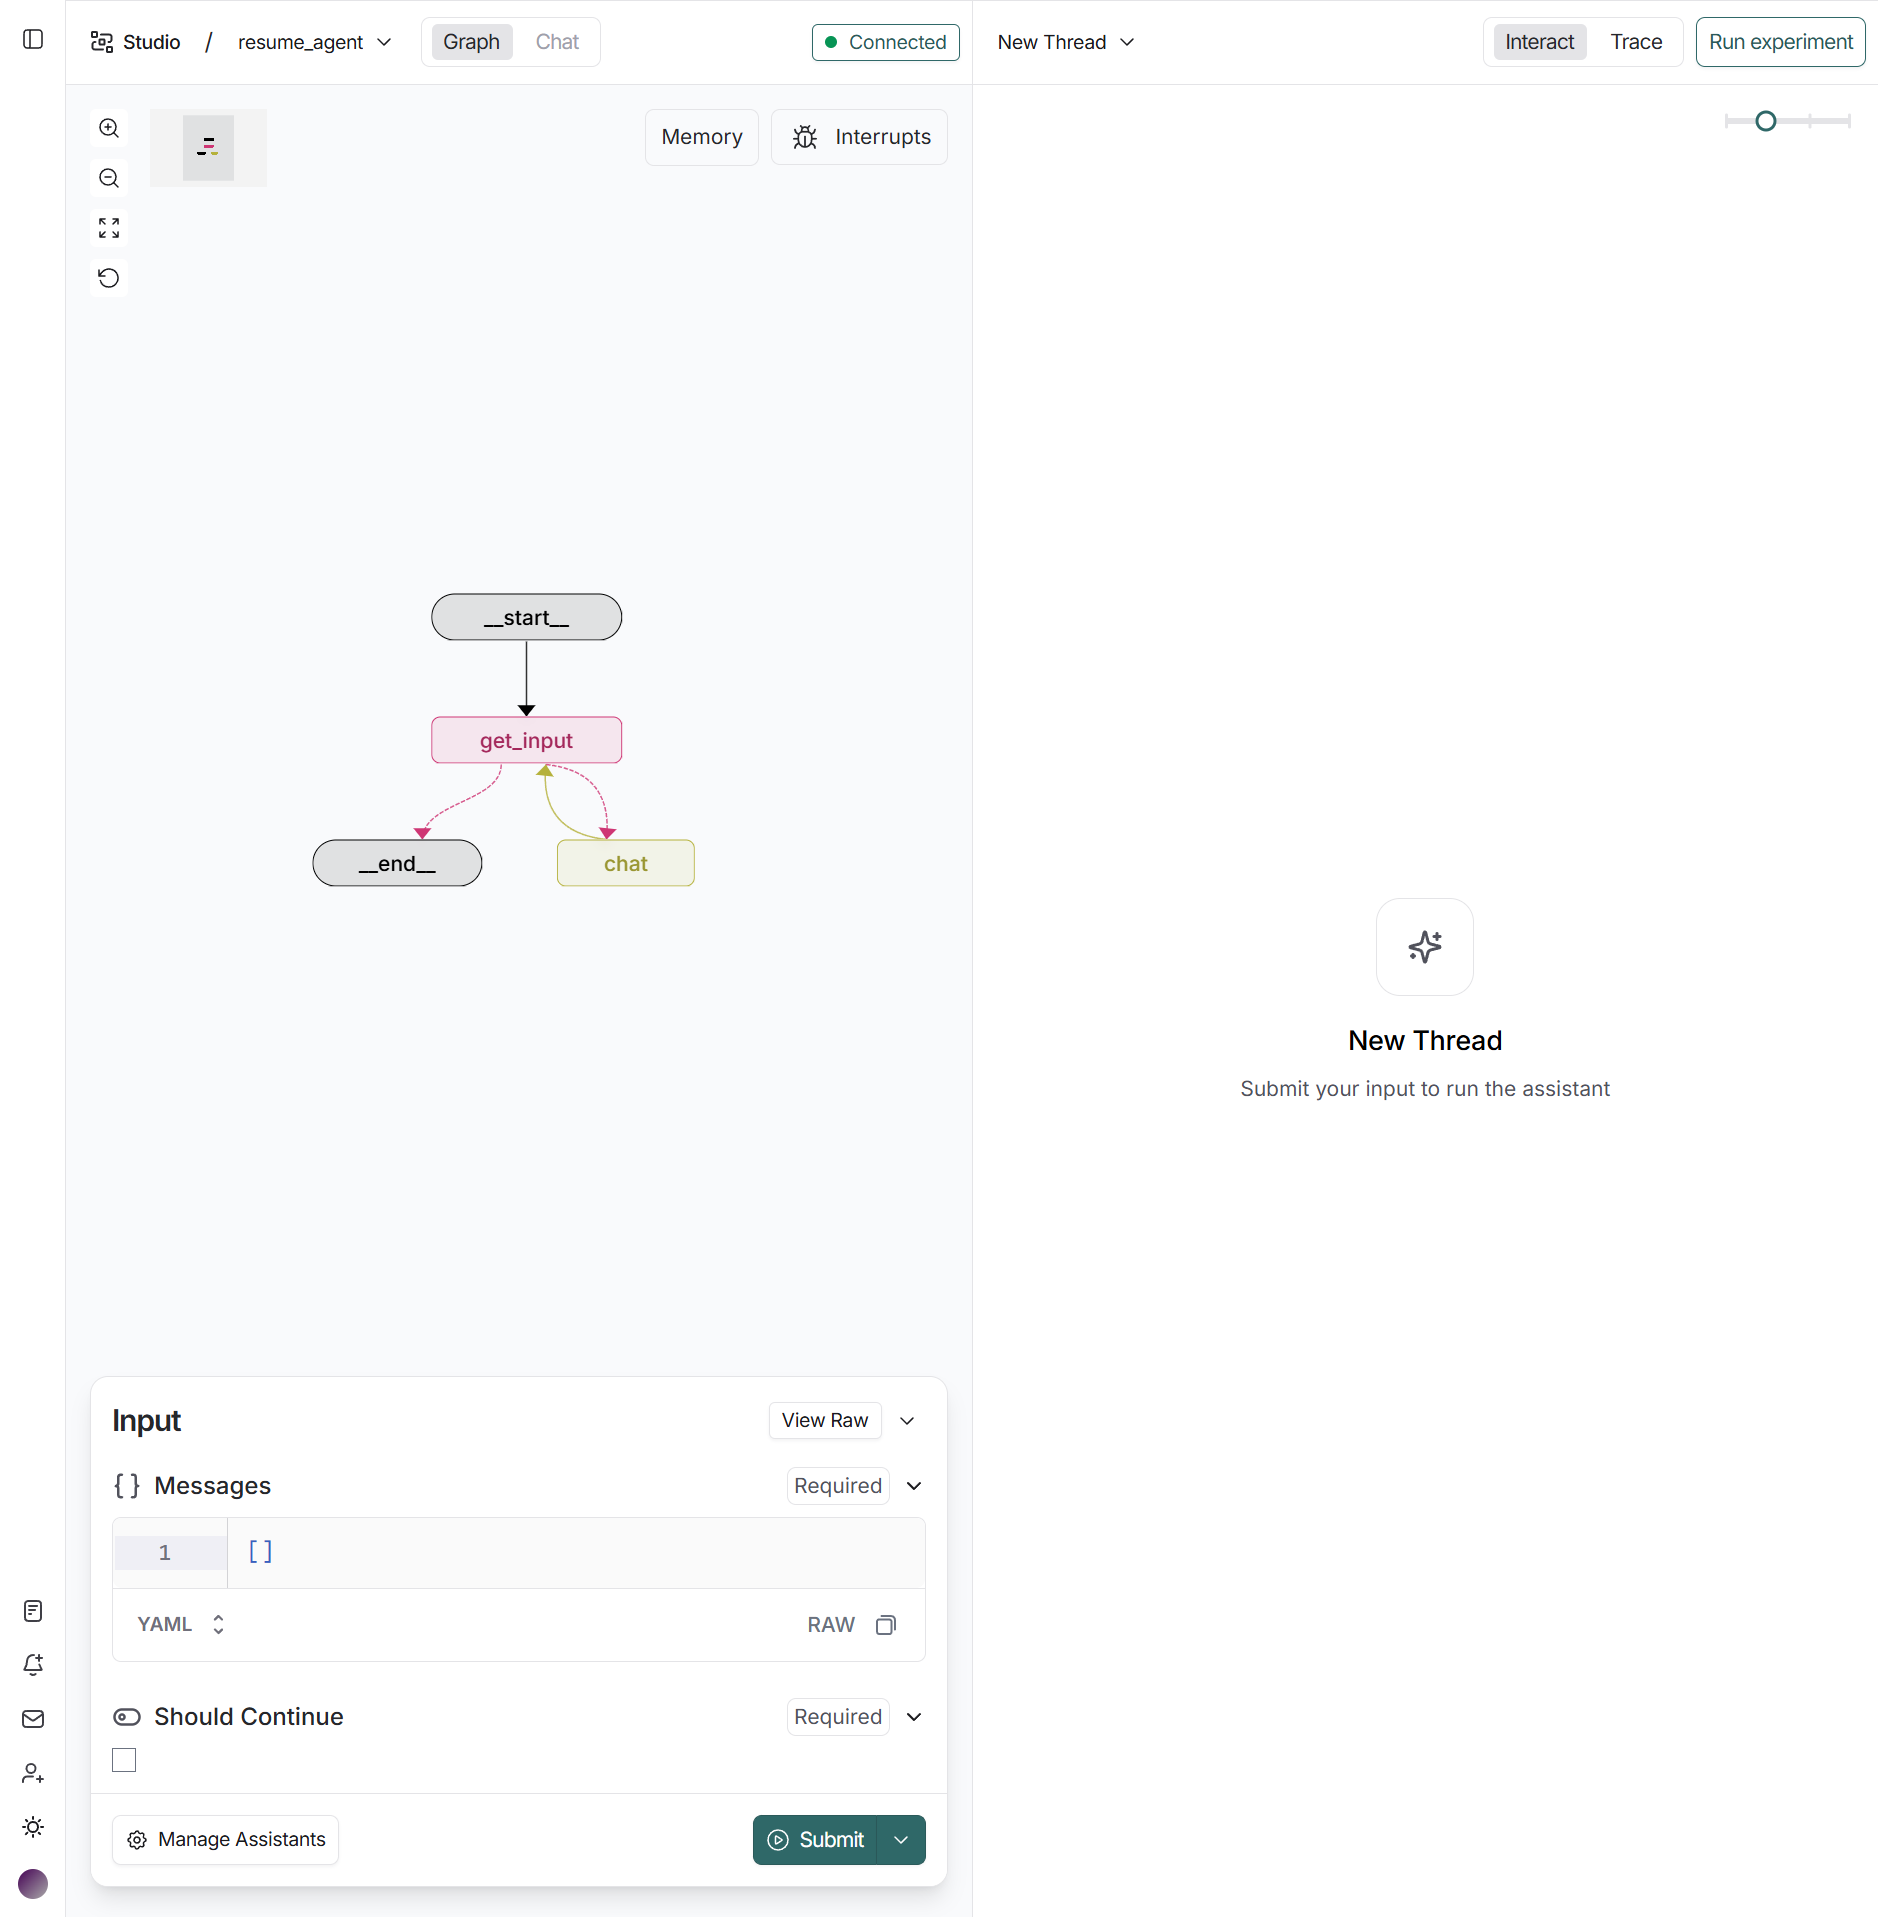 Studio / resume_agent
Graph Chat
Connected
New Thread
Interact Trace
Run experiment
Memory
Interrupts
__start__
get_input
__end__
chat
New Thread
Submit your input to run the assistant
Input
View Raw
{ } Messages
Required
1
[]
YAML
RAW
Should Continue
Required
Manage Assistants
Submit